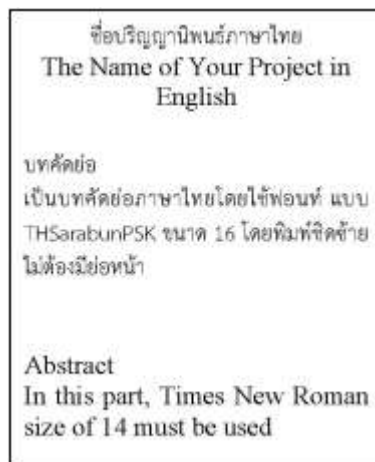 ชื่อปริญญานิพนธ์ภาษาไทย
The Name of Your Project in
English
บทคัดย่อ
เป็นบทคัดย่อภาษาไทยโดยใช้ฟอนท์ แบบ
THSarabunPSK ขนาด 16 โดยพิมพ์ชิดซ้าย
ไม่ต้องมีย่อหน้า
Abstract
In this part, Times New Roman
size of 14 must be used